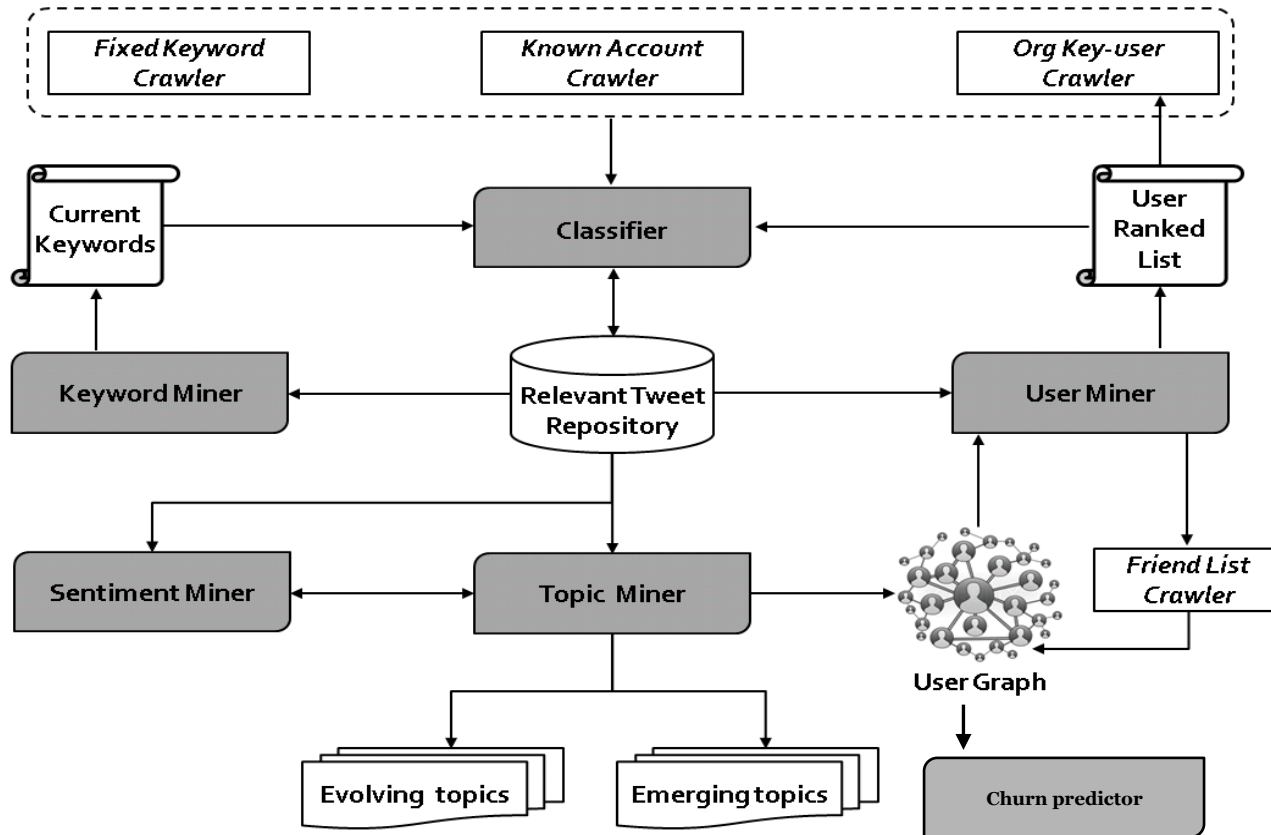 Fixed Keyword
Crawler
Known Account
Crawler
Org Key-user
Crawler
Current
Keywords
Classifier
User
Ranked
List
Keyword Miner
Relevant Tweet
Repository
User Miner
Sentiment Miner
Topic Miner
Friend List
Crawler
User Graph
Evolving topics
Emerging topics
Churn predictor